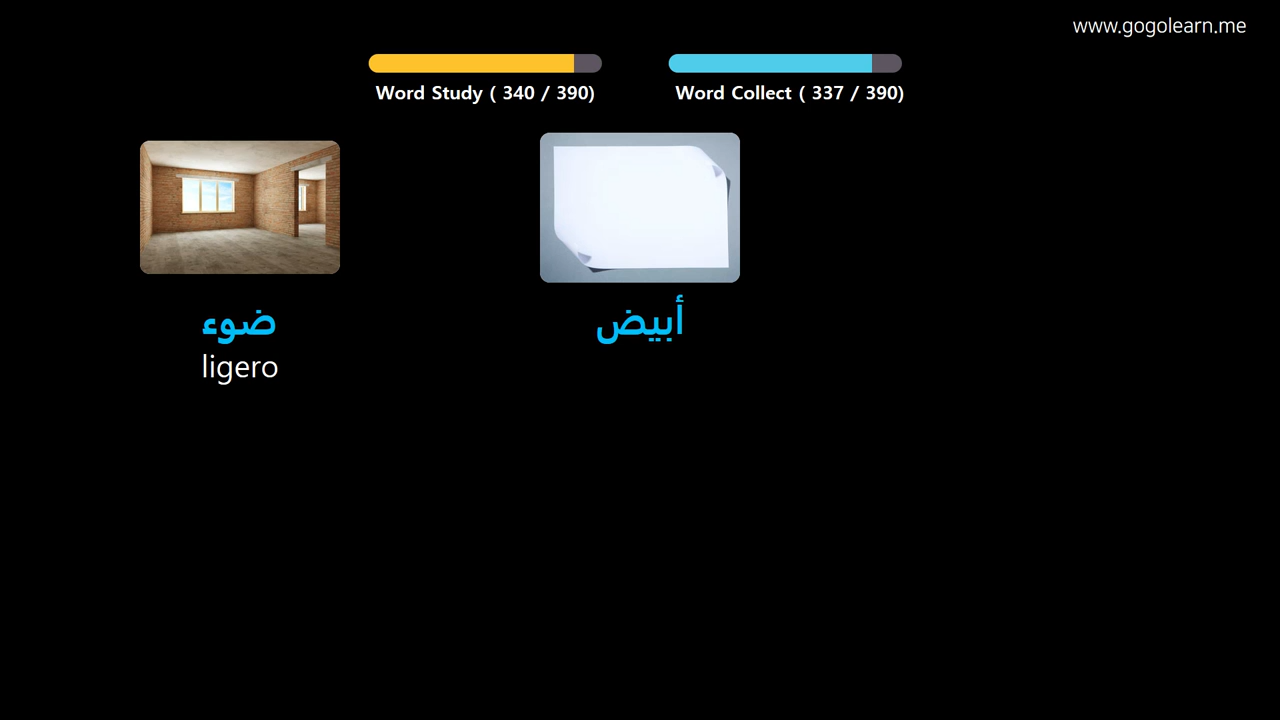 www.gogolearn.me
Word Study ( 340 / 390)
Word Collect ( 337 / 390)
ضوء
ligero
أبيض